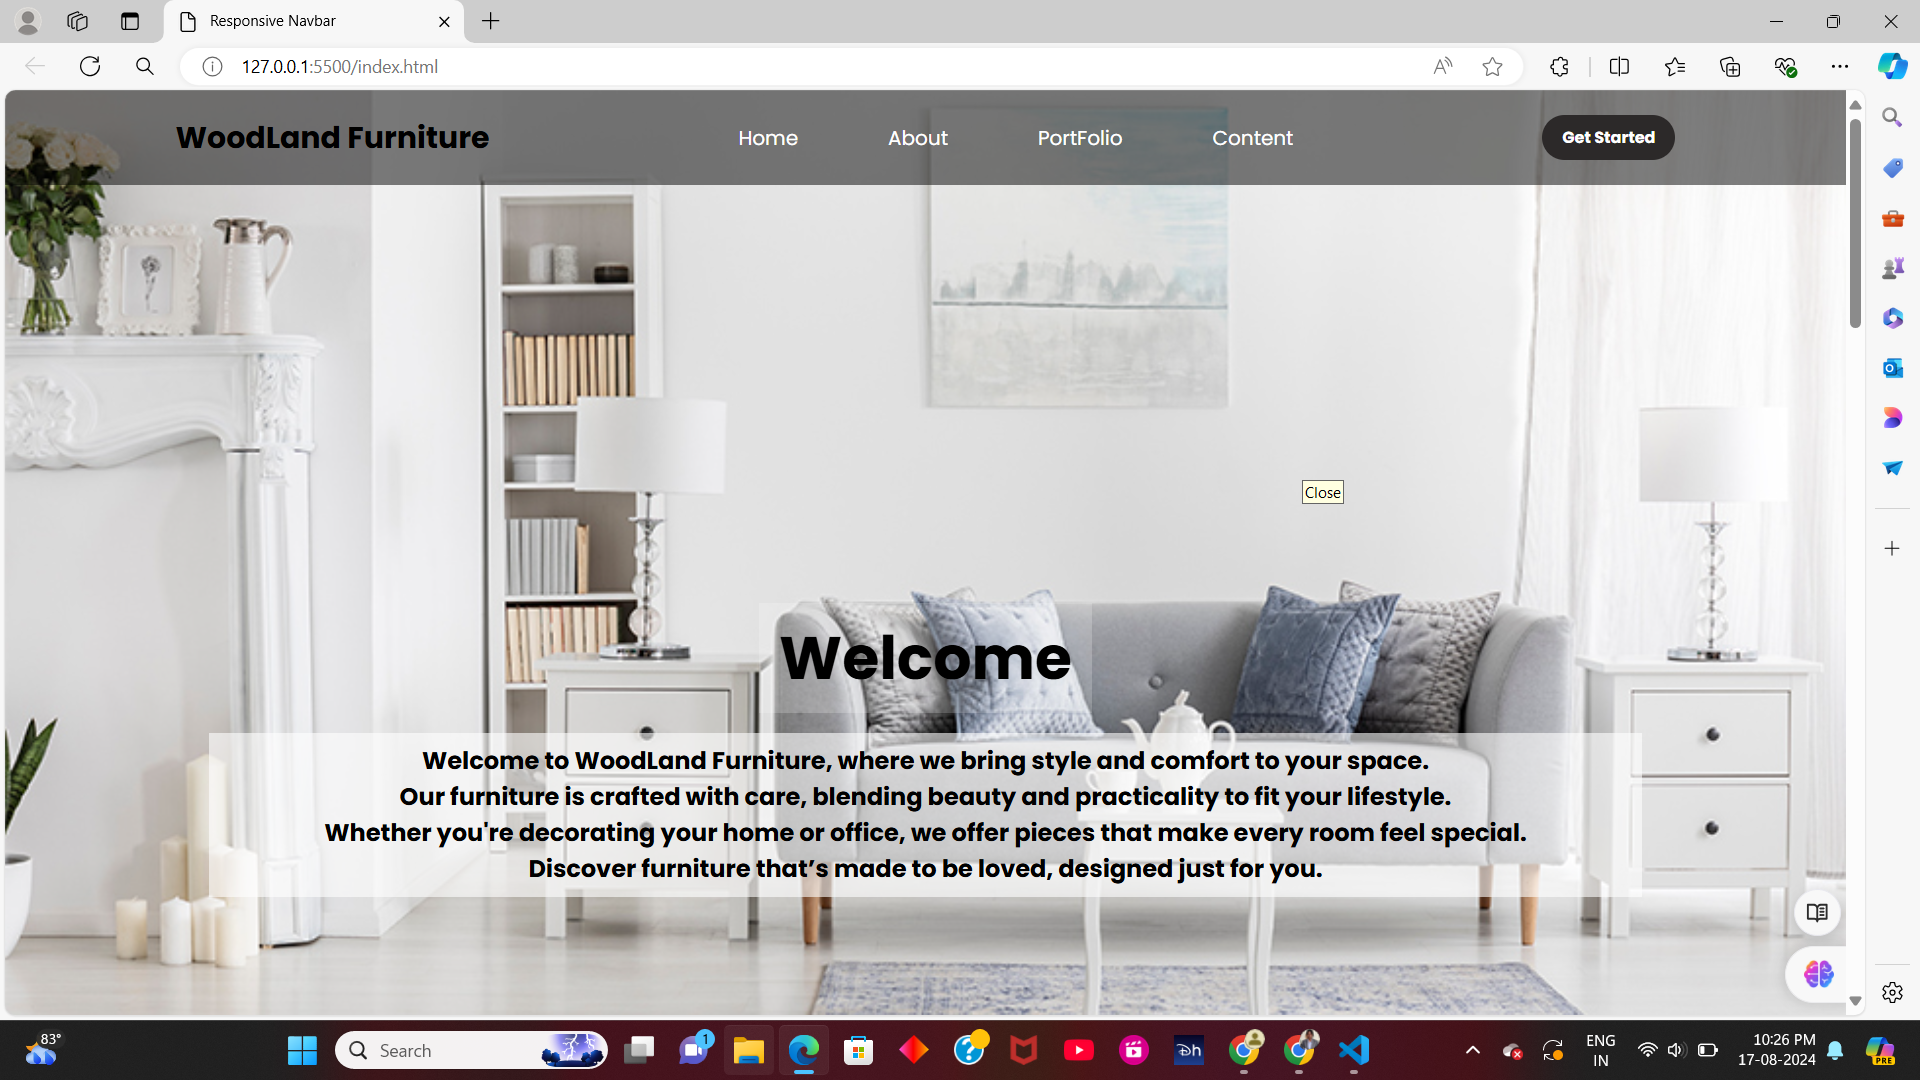 Responsive Navbar
127.0.0.1:5500/index.html
WoodLand Furniture
Home
About
PortFolio
Content
Get Started
Close
Welcome
Welcome to WoodLand Furniture, where we bring style and comfort to your space.
Our furniture is crafted with care, blending beauty and practicality to fit your lifestyle.
Whether you're decorating your home or office, we offer pieces that make every room feel special.
Discover furniture that’s made to be loved, designed just for you.
83°
Search
1
Dh
ENG
IN
10:26 PM
17-08-2024
PRE